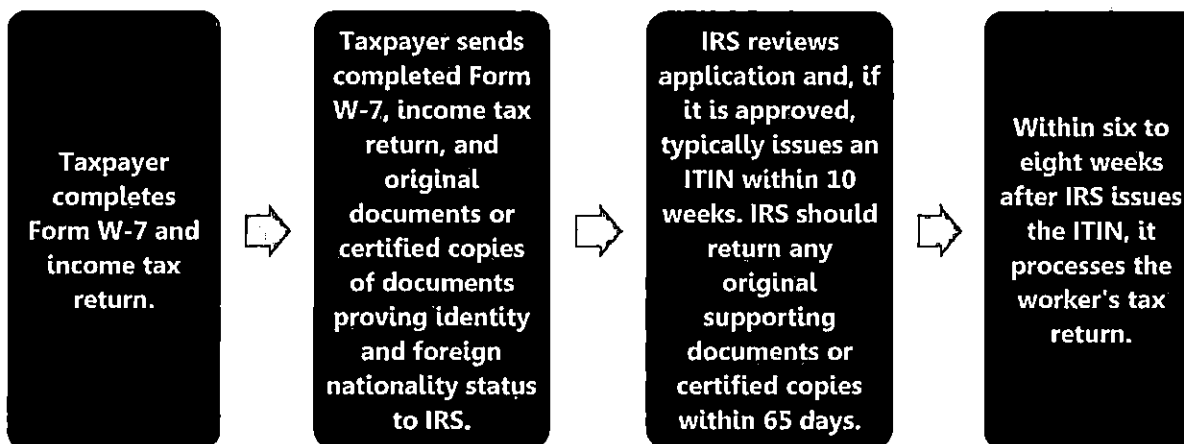 Taxpayer
completes
Form W-7 and
income tax
return.
Taxpayer sends
completed Form
W-7, income tax
return, and
original
documents or
certified copies
of documents
proving identity
and foreign
nationality status
to IRS.
IRS reviews
application and, if
it is approved,
typically issues an
ITIN within 10
weeks. IRS should
return any
original
supporting
documents or
certified copies
within 65 days.
Within six to
eight weeks
after IRS issues
the ITIN, it
processes the
worker's tax
return.